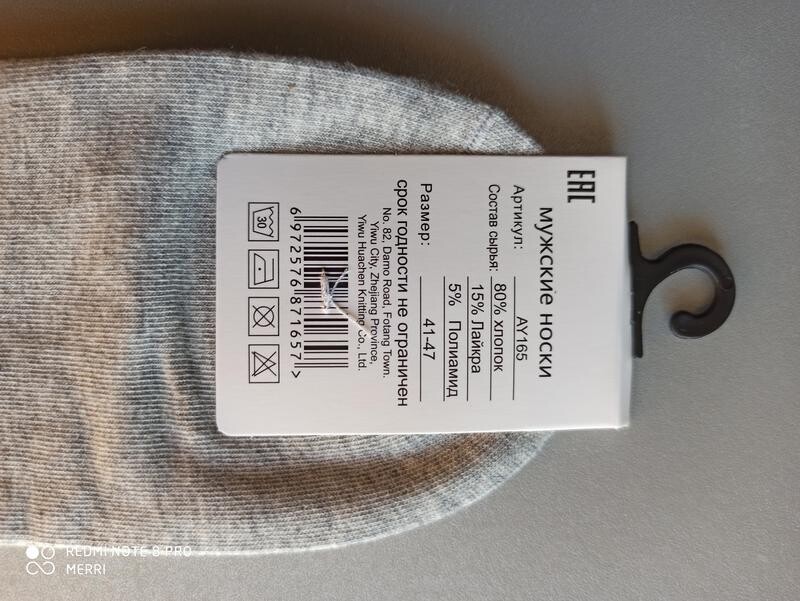 EAC
мужские носки
Артикул: AY165
Состав сырья: 80% хлопок
15% Лайкра
5% Полиамид
Размер: 41-47
срок годности не ограничен
No. 82, Damo Road, Fotang Town.
Yiwu City, Zhejiang Province,
Yiwu Huachen Knitting Co., Ltd.
6 972576 871657 >
30
REDMI NOTE 8 PRO
MERRI